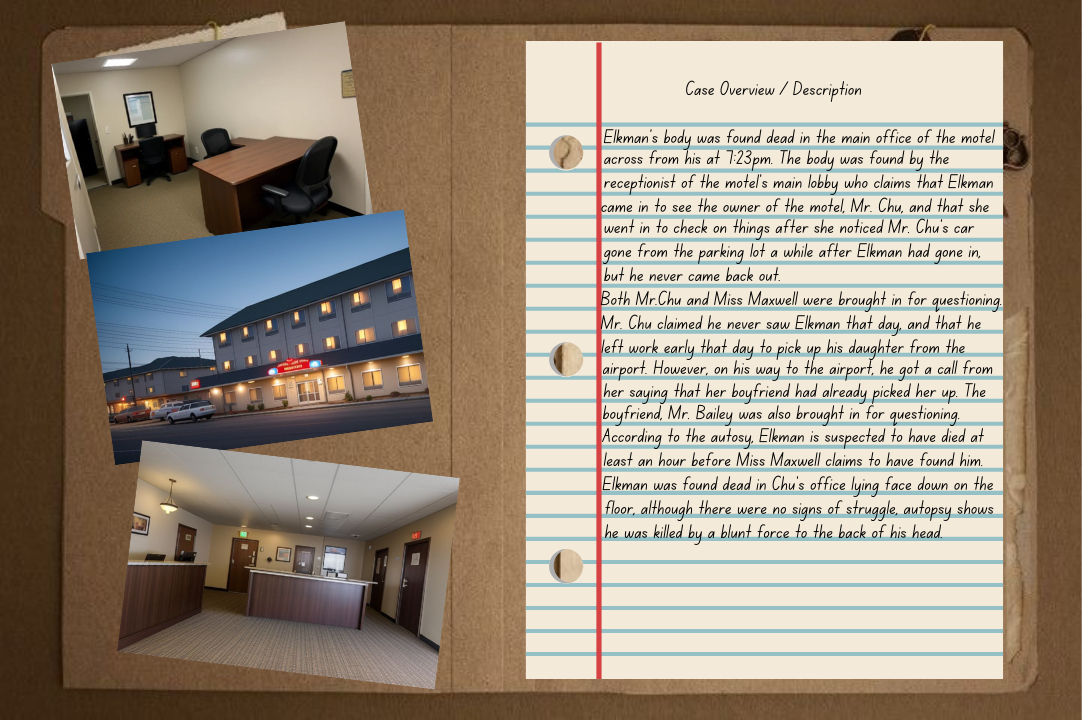 Case Overview / Description
Elkman's body was found dead in the main office of the motel
across from his at 7:23pm. The body was found by the
receptionist of the motel's main lobby who claims that Elkman
came in to see the owner of the motel, Mr. Chu, and that she
went in to check on things after she noticed Mr. Chu's car
gone from the parking lot a while after Elkman had gone in,
but he never came back out.
Both Mr.Chu and Miss Maxwell were brought in for questioning.
Mr. Chu claimed he never saw Elkman that day, and that he
left work early that day to pick up his daughter from the
airport. However, on his way to the airport, he got a call from
her saying that her boyfriend had already picked her up. The
boyfriend, Mr. Bailey was also brought in for questioning.
According to the autosy, Elkman is suspected to have died at
least an hour before Miss Maxwell claims to have found him.
Elkman was found dead in Chu's office lying face down on the
floor, although there were no signs of struggle, autopsy shows
he was killed by a blunt force to the back of his head.